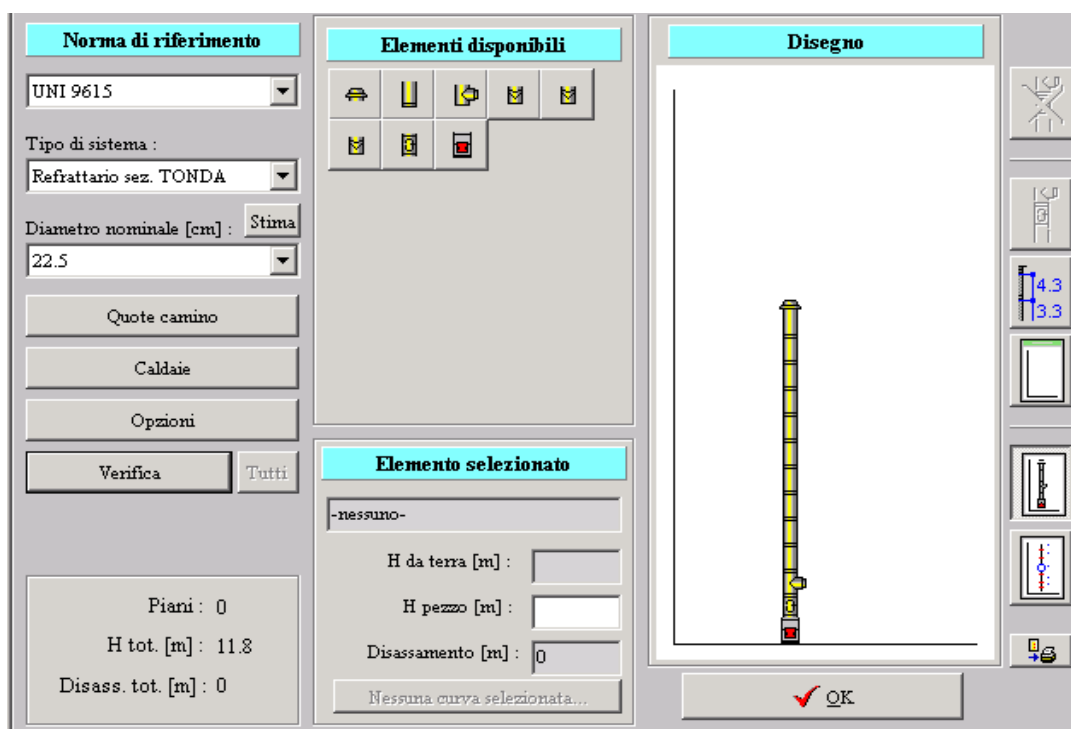 Norma di riferimento
UNI 9615
Tipo di sistema :
Refrattario sez. TONDA
Diametro nominale [cm] :
Stima
22.5
Quote camino
Caldaie
Opzioni
Verifica
Tutti
Piani : 0
H tot. [m] : 11.8
Disass. tot. [m] : 0
Elementi disponibili
Elemento selezionato
-nessuno-
H da terra [m] :
H pezzo [m] :
Disassamento [m] : 0
Nessuna curva selezionata...
Disegno
OK
4.3
3.3